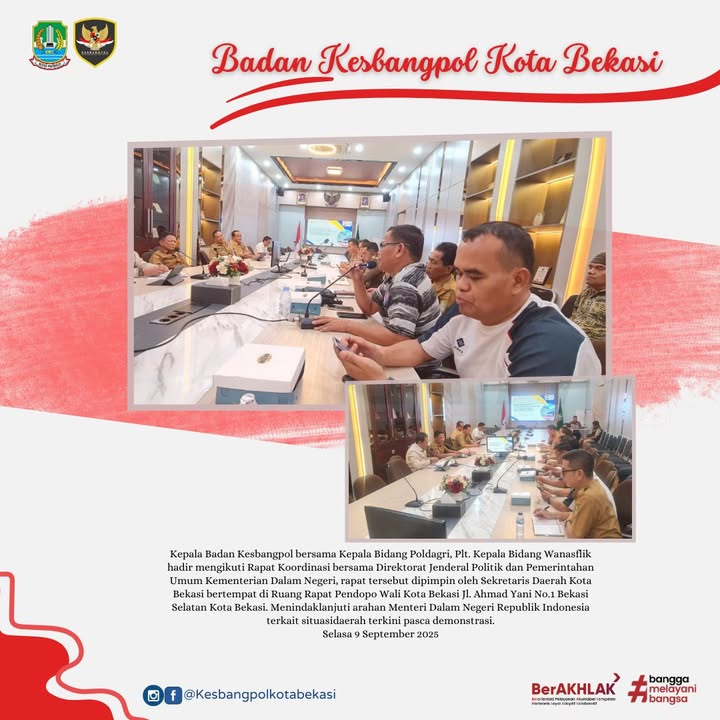 Badan Kesbangpol Kota Bekasi
Kepala Badan Kesbangpol bersama Kepala Bidang Poldagri, Plt. Kepala Bidang Wanasflik
hadir mengikuti Rapat Koordinasi bersama Direktorat Jenderal Politik dan Pemerintahan
Umum Kementerian Dalam Negeri, rapat tersebut dipimpin oleh Sekretaris Daerah Kota
Bekasi bertempat di Ruang Rapat Pendopo Wali Kota Bekasi Jl. Ahmad Yani No.1 Bekasi
Selatan Kota Bekasi. Menindaklanjuti arahan Menteri Dalam Negeri Republik Indonesia
terkait situasidaerah terkini pasca demonstrasi.
Selasa 9 September 2025
@Kesbangpolkotabekasi
BerAKHLAK
#bangga
melayani
bangsa